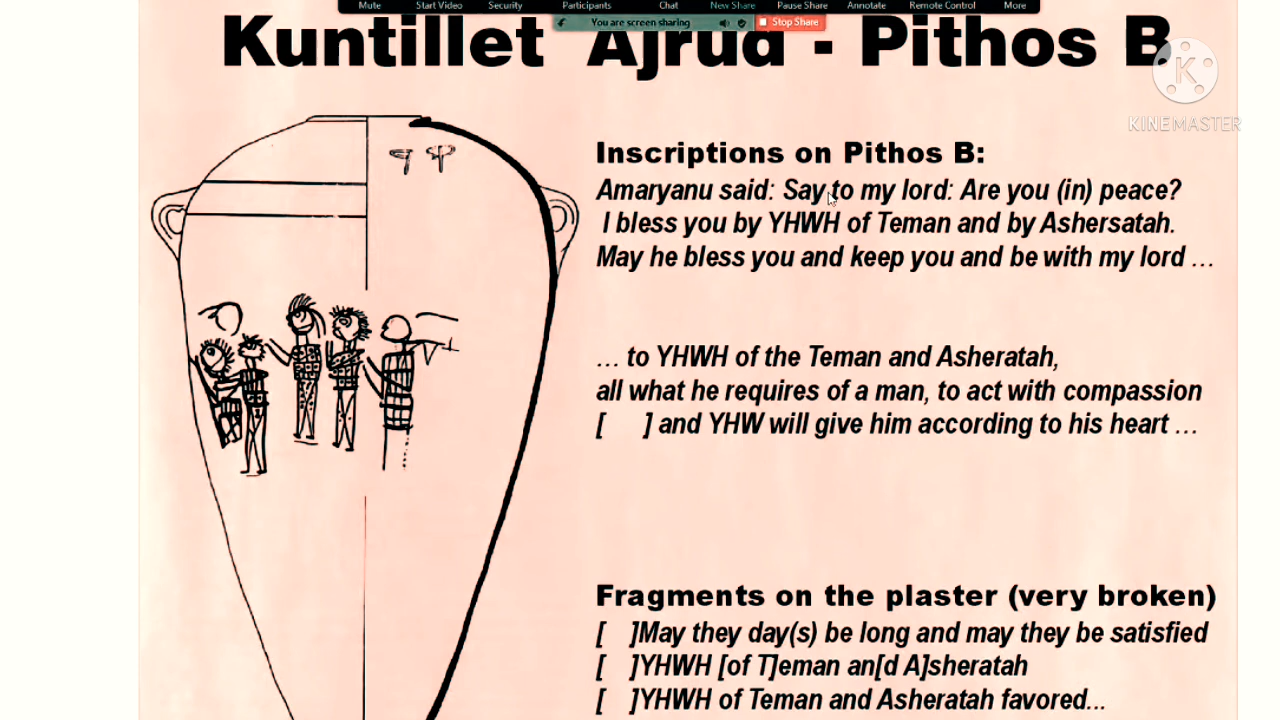 Mute Start Video Security Participants Chat New Share Pause Share Annotate Remote Control More
You are screen sharing Stop Share
Kuntillet Ajrud - Pithos B
K
KINEMASTER
Inscriptions on Pithos B:
Amaryanu said: Say to my lord: Are you (in) peace?
I bless you by YHWH of Teman and by Ashersatah.
May he bless you and keep you and be with my lord ...
... to YHWH of the Teman and Asheratah,
all what he requires of a man, to act with compassion
[ ] and YHW will give him according to his heart ...
Fragments on the plaster (very broken)
[ ]May they day(s) be long and may they be satisfied
[ ]YHWH [of T]eman an[d A]sheratah
[ ]YHWH of Teman and Asheratah favored...